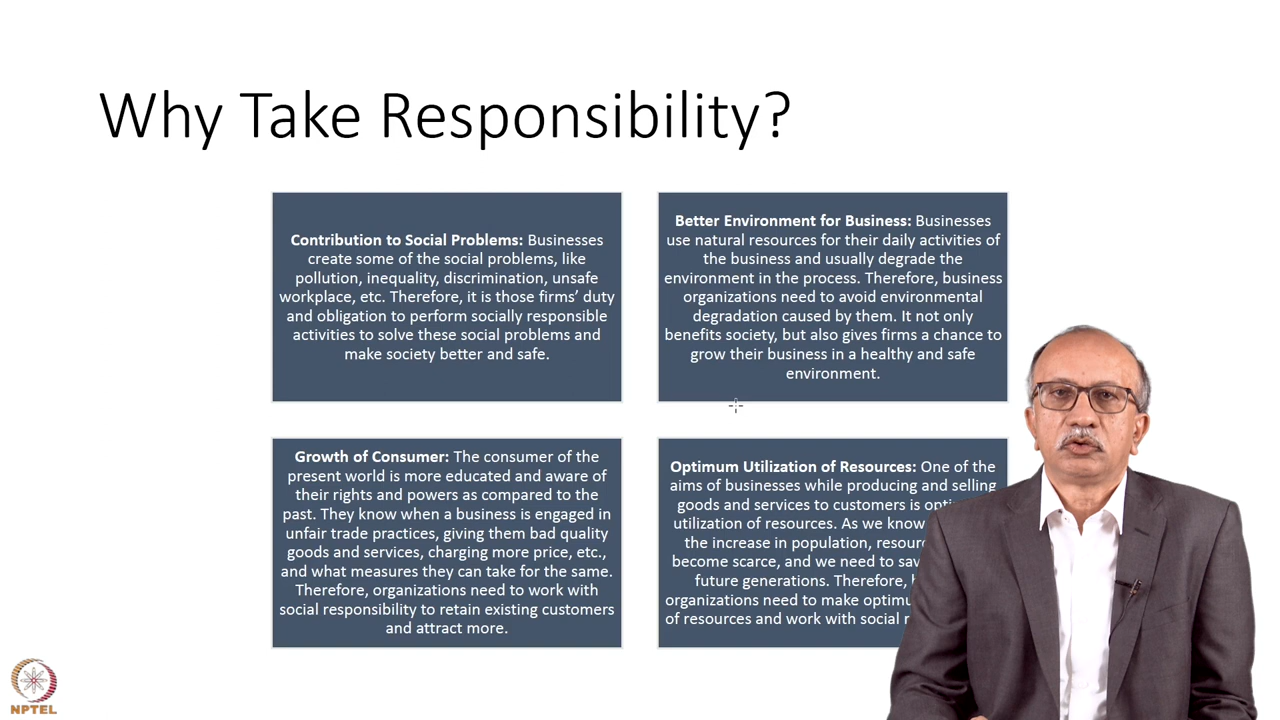 Why Take Responsibility?
Contribution to Social Problems: Businesses
create some of the social problems, like
pollution, inequality, discrimination, unsafe
workplace, etc. Therefore, it is those firms’ duty
and obligation to perform socially responsible
activities to solve these social problems and
make society better and safe.
Better Environment for Business: Businesses
use natural resources for their daily activities of
the business and usually degrade the
environment in the process. Therefore, business
organizations need to avoid environmental
degradation caused by them. It not only
benefits society, but also gives firms a chance to
grow their business in a healthy and safe
environment.
Growth of Consumer: The consumer of the
present world is more educated and aware of
their rights and powers as compared to the
past. They know when a business is engaged in
unfair trade practices, giving them bad quality
goods and services, charging more price, etc.,
and what measures they can take for the same.
Therefore, organizations need to work with
social responsibility to retain existing customers
and attract more.
Optimum Utilization of Resources: One of the
aims of businesses while producing and selling
goods and services to customers is
utilization of resources. As we know
the increase in population,
become scarce, and we need to
future generations. Therefore,
organizations need to make
of resources and work with social
NPTEL